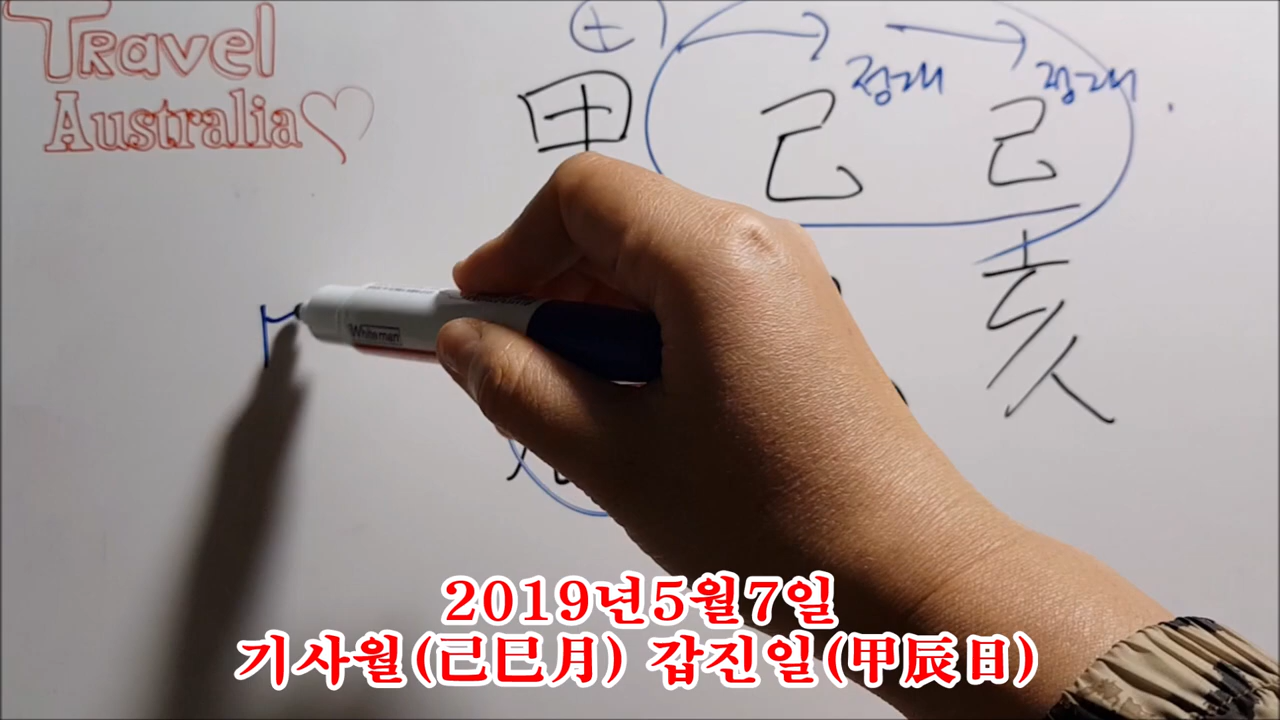 Travel
Australia
+
甲 己 정재 己 정재
亥
Whiteman
2019년5월7일
기사월(己巳月) 갑진일(甲辰日)